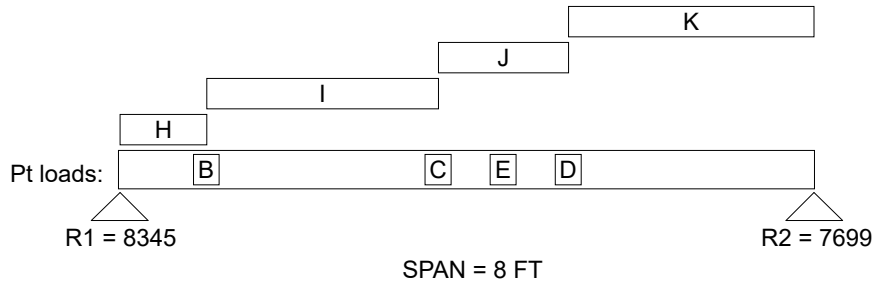 K
J
I
H
Pt loads: B C E D
R1 = 8345 R2 = 7699
SPAN = 8 FT